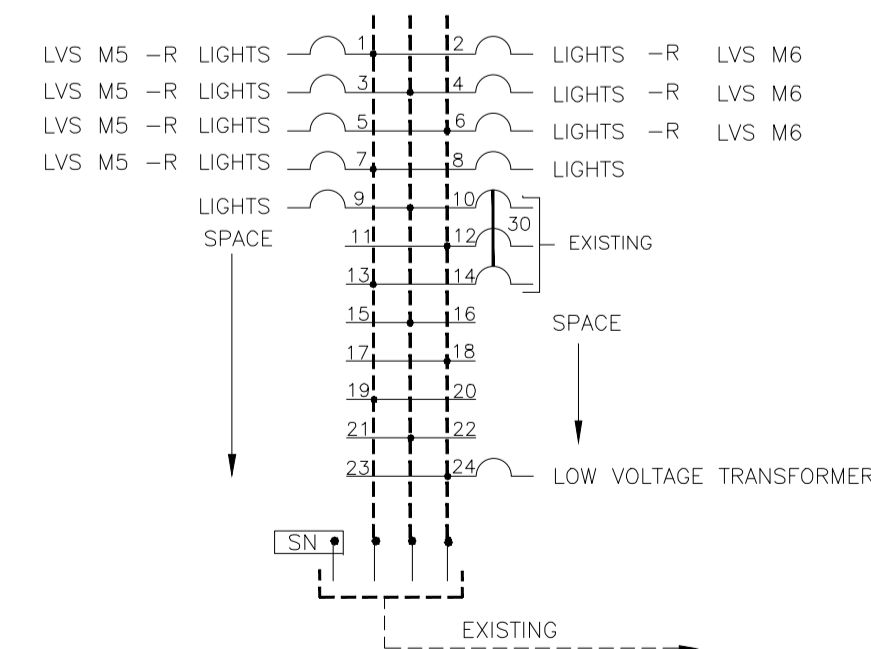 LVS M5 -R LIGHTS 1 2 LIGHTS -R LVS M6
LVS M5 -R LIGHTS 3 4 LIGHTS -R LVS M6
LVS M5 -R LIGHTS 5 6 LIGHTS -R LVS M6
LVS M5 -R LIGHTS 7 8 LIGHTS
LIGHTS 9 10
30
SPACE 11 12 EXISTING
13 14
15 16
SPACE
17 18
19 20
21 22
23 24 LOW VOLTAGE TRANSFORMER
SN
EXISTING